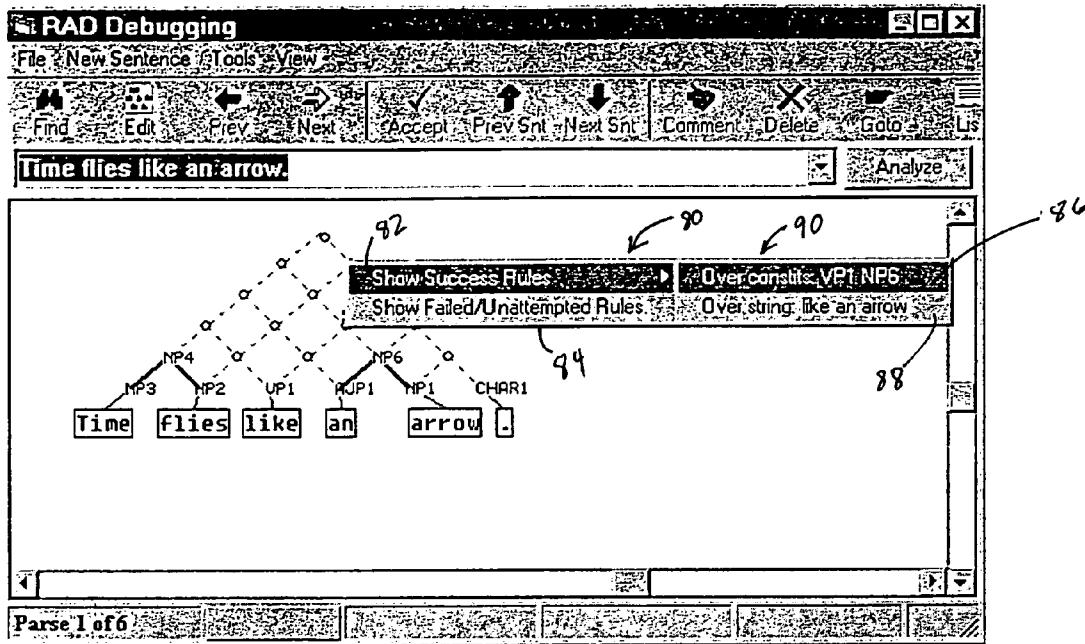 RAD Debugging
File New Sentence Tools View
Find Edit Prev Next Accept Prev Snt Next Snt Comment Delete Goto Lis
Time flies like an arrow. Analyze
82 80 90 86
Show Success Rules Over constits: VP1 NP6
Show Failed/Unattempted Rules Over string: like an arrow
84 88
NP4 NP6
NP3 NP2 VP1 AJP1 NP1 CHAR1
Time flies like an arrow .
Parse 1 of 6